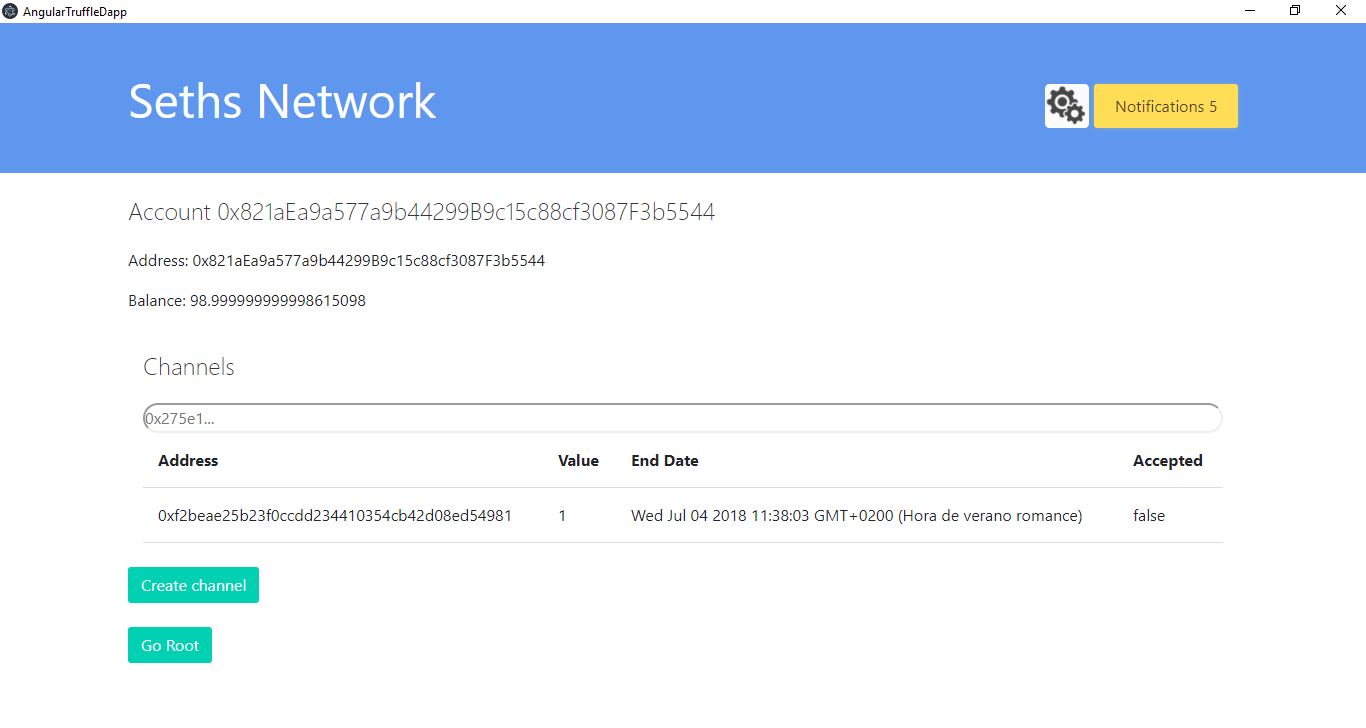 AngularTruffleDapp
Seths Network
Notifications 5
Account 0x821aEa9a577a9b44299B9c15c88cf3087F3b5544
Address: 0x821aEa9a577a9b44299B9c15c88cf3087F3b5544
Balance: 98.999999999998615098
Channels
0x275e1...
Address Value End Date Accepted
0xf2beae25b23f0ccdd234410354cb42d08ed54981 1 Wed Jul 04 2018 11:38:03 GMT+0200 (Hora de verano romance) false
Create channel
Go Root